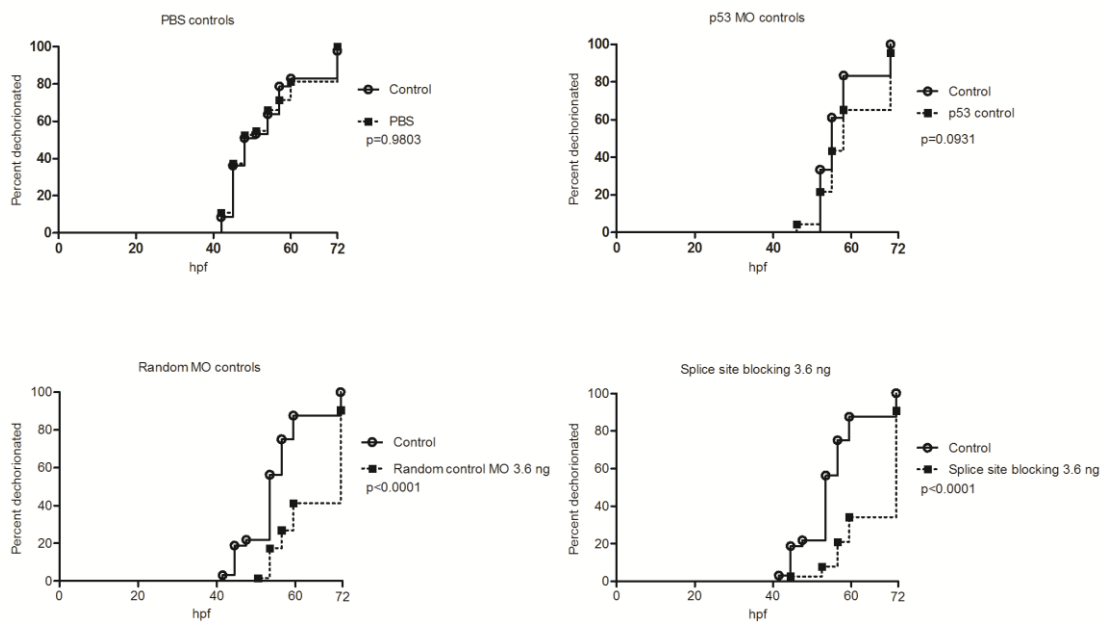 PBS controls
Percent dechorionated
100
80
60
40
20
0
0 20 40 60 72
hpf
Control
PBS
p=0.9803
p53 MO controls
Percent dechorionated
100
80
60
40
20
0
0 20 40 60 72
hpf
Control
p53 control
p=0.0931
Random MO controls
Percent dechorionated
100
80
60
40
20
0
0 20 40 60 72
hpf
Control
Random control MO 3.6 ng
p<0.0001
Splice site blocking 3.6 ng
Percent dechorionated
100
80
60
40
20
0
0 20 40 60 72
hpf
Control
Splice site blocking 3.6 ng
p<0.0001